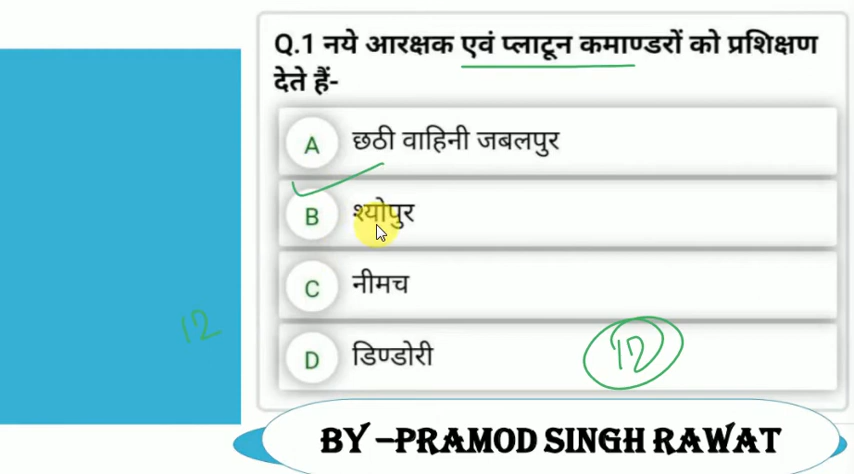 Q.1 नये आरक्षक एवं प्लाटून कमाण्डरों को प्रशिक्षण
देते हैं-
A छठी वाहिनी जबलपुर
B श्योपुर
C नीमच
D डिण्डोरी
12
12
BY –PRAMOD SINGH RAWAT